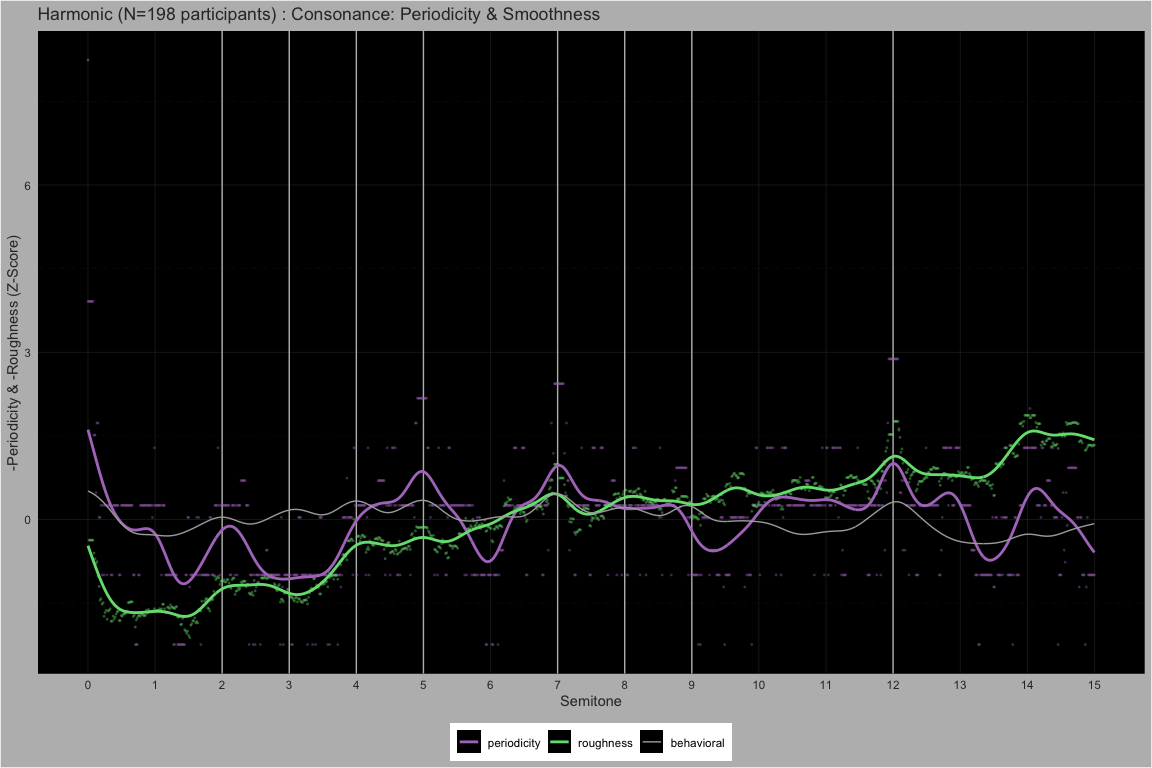 Harmonic (N=198 participants) : Consonance: Periodicity & Smoothness
-Periodicity & -Roughness (Z-Score)
6
3
0
0 1 2 3 4 5 6 7 8 9 10 11 12 13 14 15
Semitone
periodicity roughness behavioral